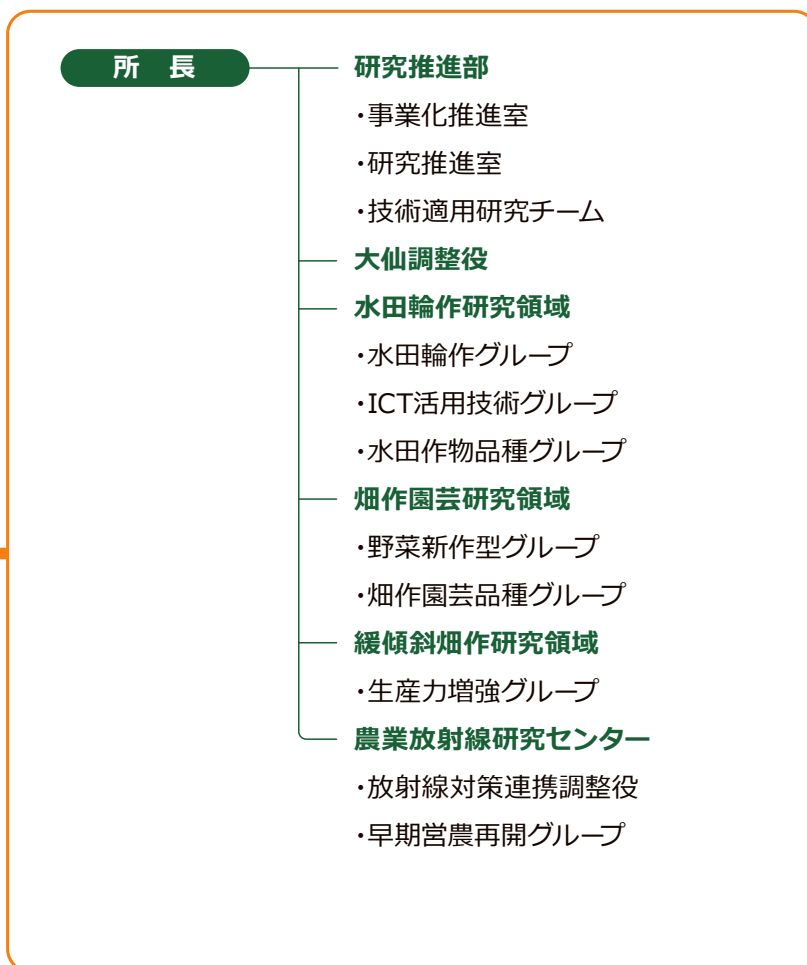 所 長
研究推進部
・事業化推進室
・研究推進室
・技術適用研究チーム
大仙調整役
水田輪作研究領域
・水田輪作グループ
・ICT活用技術グループ
・水田作物品種グループ
畑作園芸研究領域
・野菜新作型グループ
・畑作園芸品種グループ
緩傾斜畑作研究領域
・生産力増強グループ
農業放射線研究センター
・放射線対策連携調整役
・早期営農再開グループ